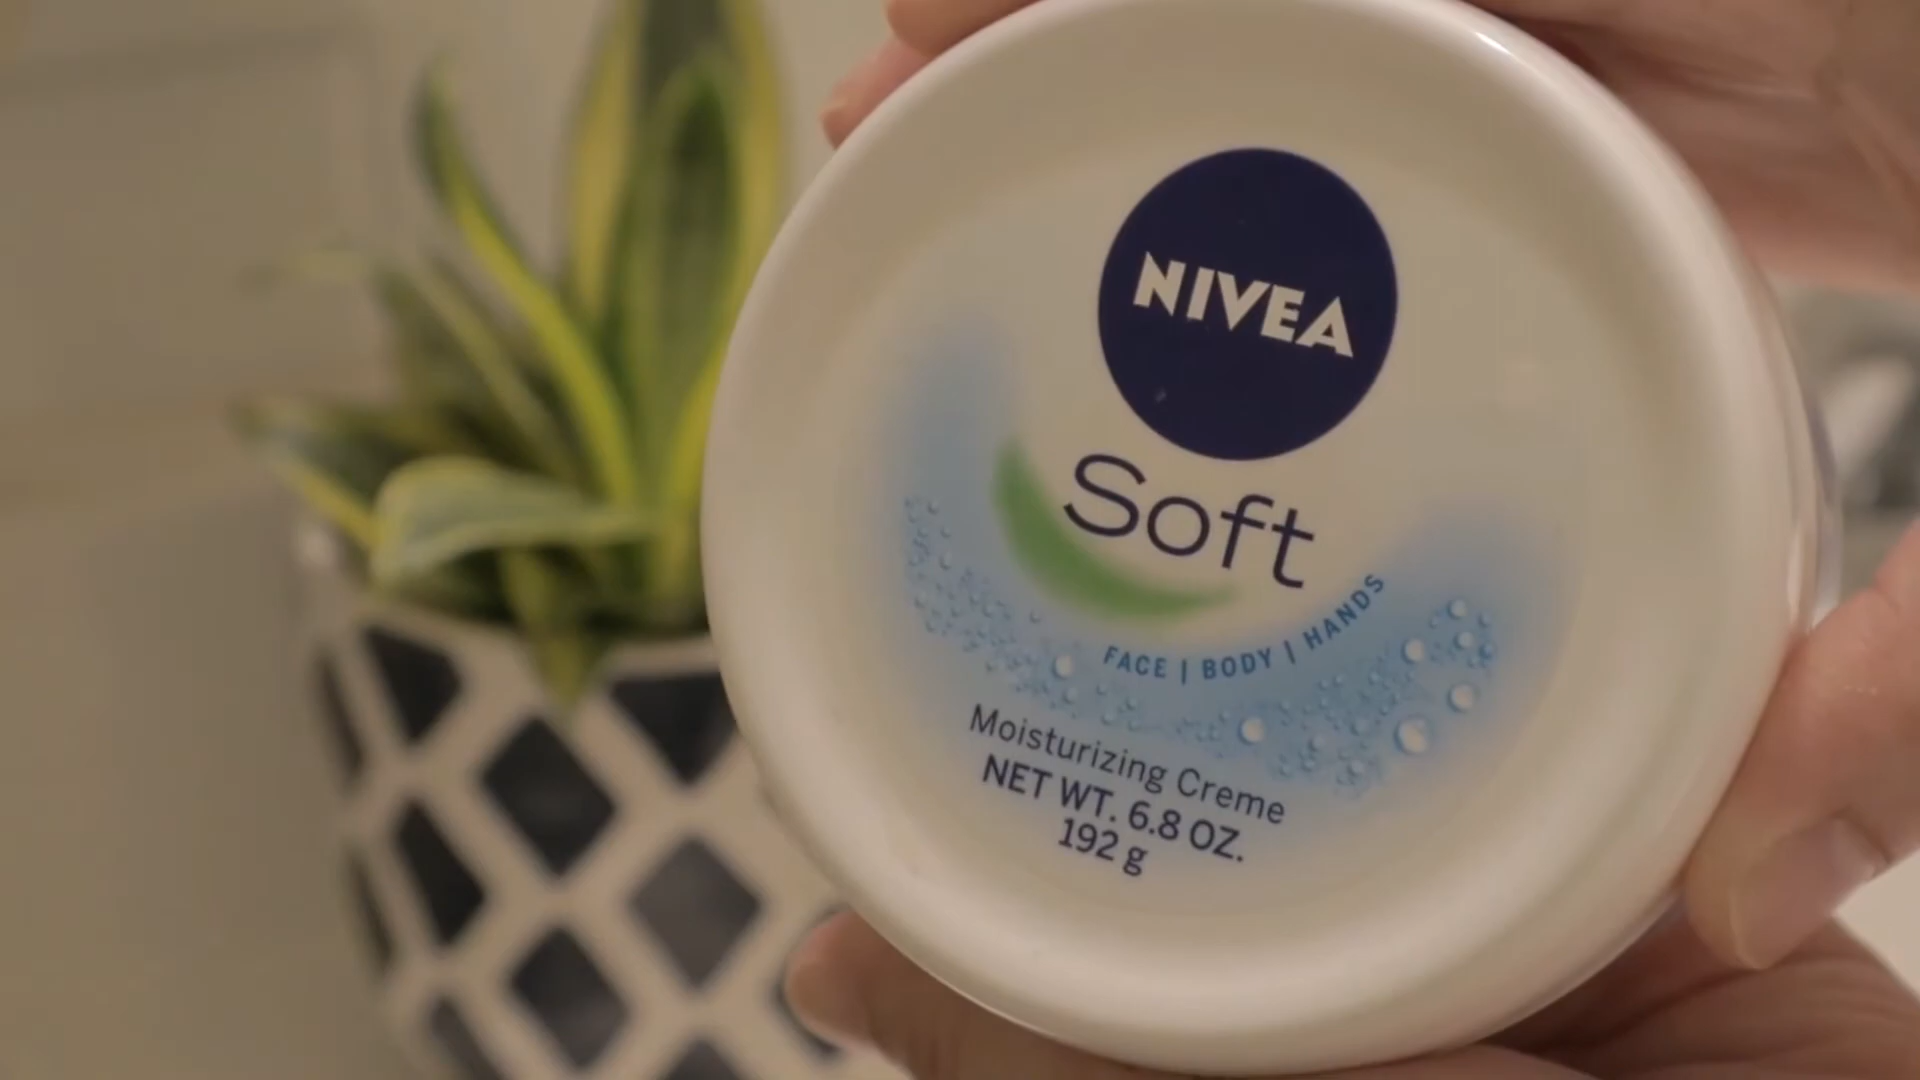 NIVEA
Soft
FACE | BODY | HANDS
Moisturizing Creme
NET WT. 6.8 OZ.
192 g